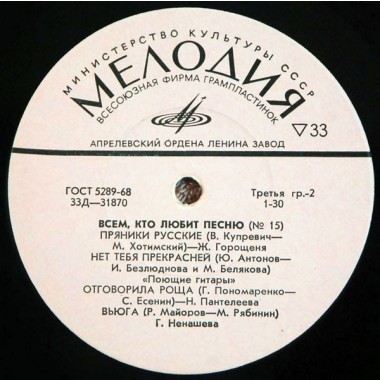 МИНИСТЕРСТВО КУЛЬТУРЫ СССР
МЕЛОДИЯ
ВСЕСОЮЗНАЯ ФИРМА ГРАМПЛАСТИНОК
▽33
АПРЕЛЕВСКИЙ ОРДЕНА ЛЕНИНА ЗАВОД
ГОСТ 5289-68
Третья гр.-2
33Д—31870
1-30
ВСЕМ, КТО ЛЮБИТ ПЕСНЮ (№ 15)
ПРЯНИКИ РУССКИЕ (В. Купревич—
М. Хотимский)—Ж. Горощеня
НЕТ ТЕБЯ ПРЕКРАСНЕЙ (Ю. Антонов—
И. Безлюднова и М. Белякова)
«Поющие гитары»
ОТГОВОРИЛА РОЩА (Г. Пономаренко—
С. Есенин)—Н. Пантелеева
ВЬЮГА (Р. Майоров—М. Рябинин)
Г. Ненашева